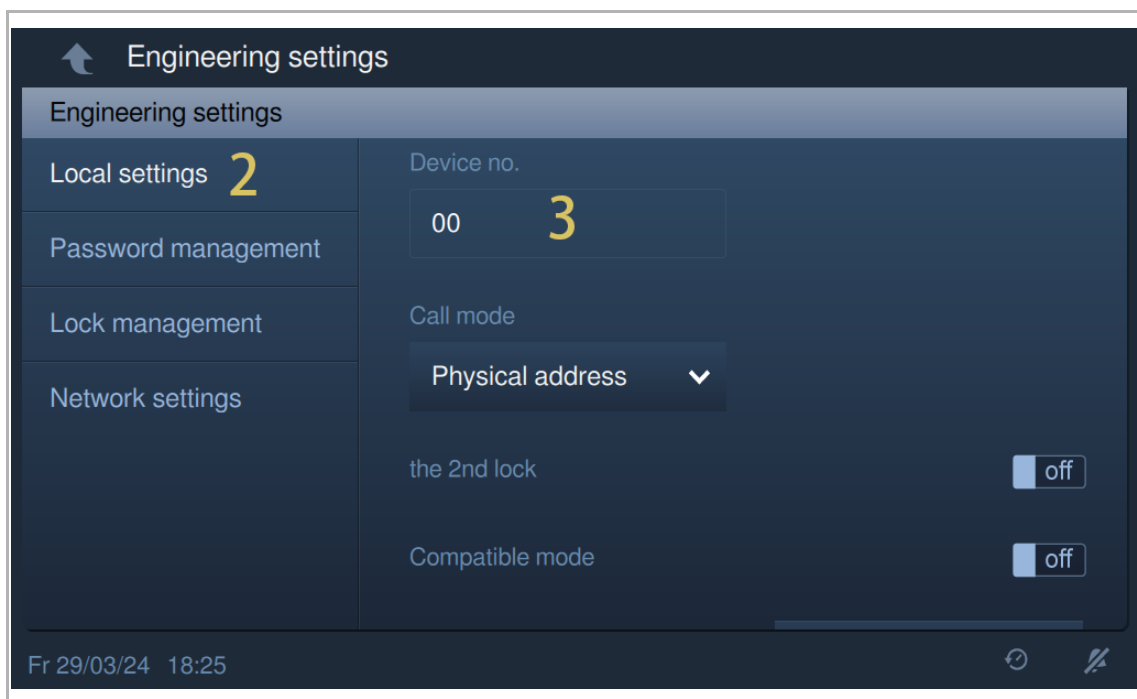 Engineering settings
Engineering settings
Local settings 2
Password management
Lock management
Network settings
Device no.
00 3
Call mode
Physical address
the 2nd lock
off
Compatible mode
off
Fr 29/03/24 18:25